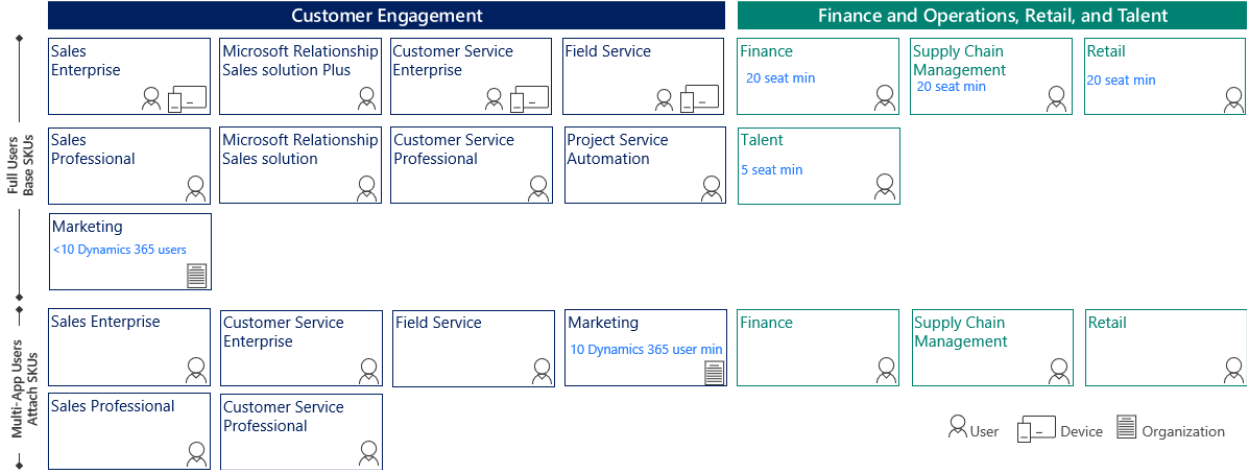 Customer Engagement
Finance and Operations, Retail, and Talent
Full Users
Base SKUs
Sales
Enterprise
Microsoft Relationship
Sales solution Plus
Customer Service
Enterprise
Field Service
Finance
20 seat min
Supply Chain
Management
20 seat min
Retail
20 seat min
Sales
Professional
Microsoft Relationship
Sales solution
Customer Service
Professional
Project Service
Automation
Talent
5 seat min
Marketing
<10 Dynamics 365 users
Multi-App Users
Attach SKUs
Sales Enterprise
Customer Service
Enterprise
Field Service
Marketing
10 Dynamics 365 user min
Finance
Supply Chain
Management
Retail
Sales Professional
Customer Service
Professional
User
Device
Organization